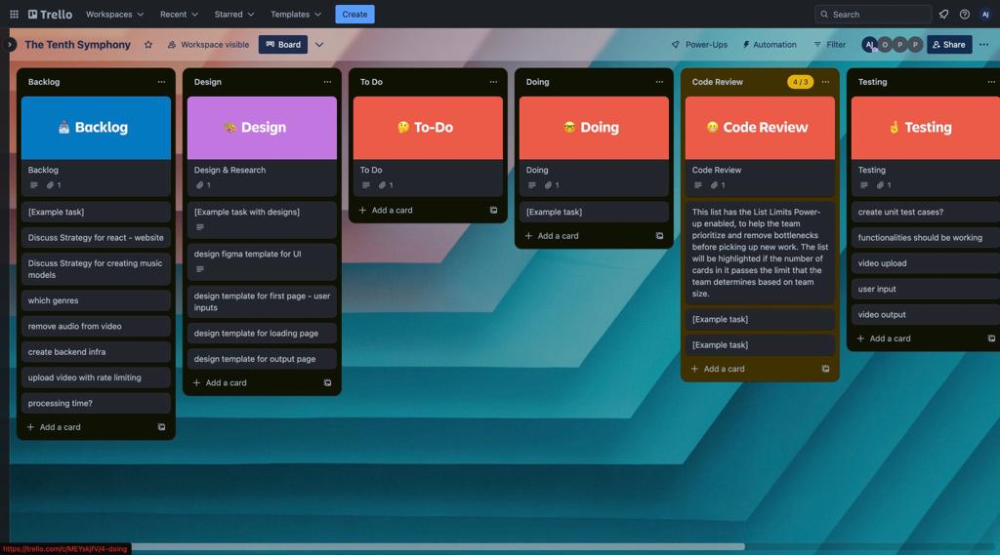 Trello
Workspaces
Recent
Starred
Templates
Create
Search
AJ
The Tenth Symphony
Workspace visible
Board
Power-Ups
Automation
Filter
AJ
O
P
P
Share
Backlog
Backlog
Backlog
1
[Example task]
Discuss Strategy for react - website
Discuss Strategy for creating music
models
which genres
remove audio from video
create backend infra
upload video with rate limiting
processing time?
Add a card
Design
Design
Design & Research
1
[Example task with designs]
design figma template for UI
design template for first page - user
inputs
design template for loading page
design template for output page
Add a card
To Do
To-Do
To Do
1
Add a card
Doing
Doing
Doing
1
[Example task]
Add a card
Code Review
4 / 3
Code Review
Code Review
1
This list has the List Limits Power-
up enabled, to help the team
prioritize and remove bottlenecks
before picking up new work. The list
will be highlighted if the number of
cards in it passes the limit that the
team determines based on team
size.
[Example task]
[Example task]
Add a card
Testing
Testing
Testing
1
create unit test cases?
functionalities should be working
video upload
user input
video output
Add a card